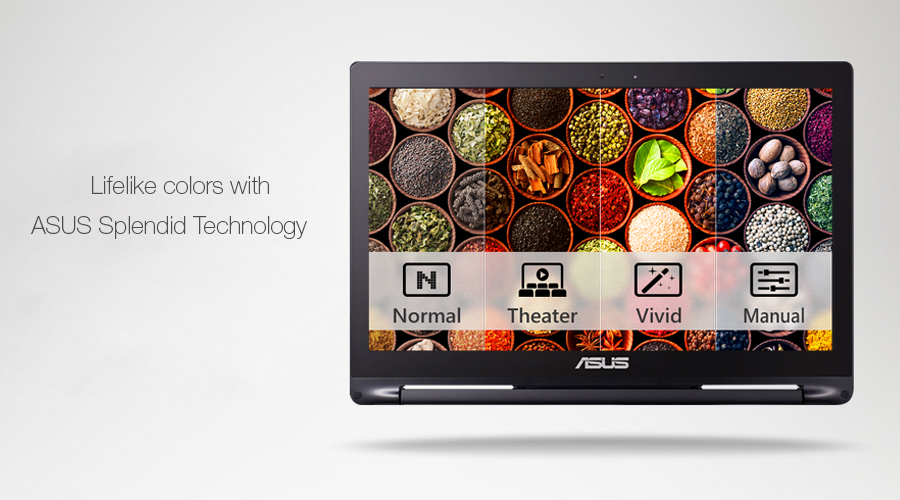 Lifelike colors with
ASUS Splendid Technology
N
Normal
Theater
Vivid
Manual
ASUS